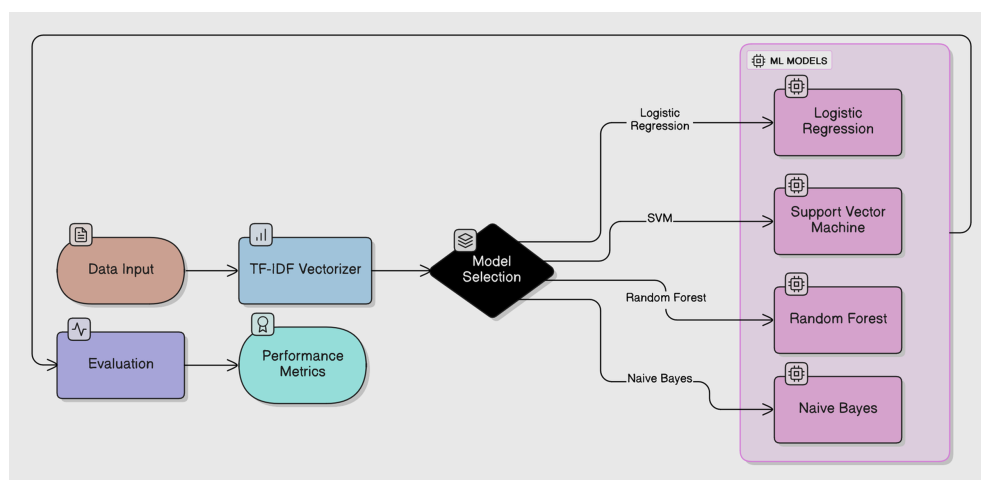 ML MODELS
Logistic
Regression
Logistic
Regression
SVM
Support Vector
Machine
Data Input
TF-IDF Vectorizer
Model
Selection
Random Forest
Random Forest
Evaluation
Performance
Metrics
Naive Bayes
Naive Bayes